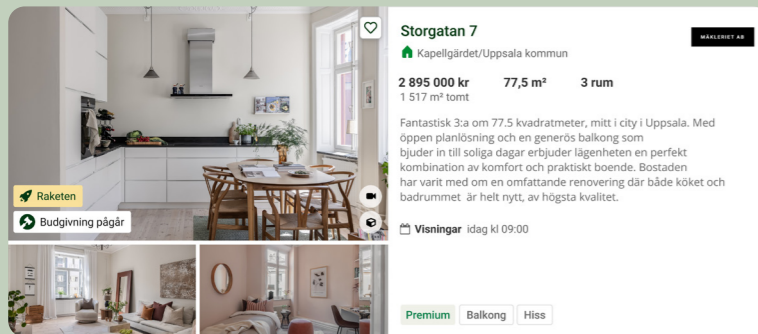 Storgatan 7
MÄKLERIET AB
Kapellgärdet/Uppsala kommun
2 895 000 kr 77,5 m² 3 rum
1 517 m² tomt
Fantastisk 3:a om 77.5 kvadratmeter, mitt i city i Uppsala. Med
öppen planlösning och en generös balkong som
bjuder in till soliga dagar erbjuder lägenheten en perfekt
kombination av komfort och praktiskt boende. Bostaden
har varit med om en omfattande renovering där både köket och
badrummet är helt nytt, av högsta kvalitet.
Visningar idag kl 09:00
Raketen
Budgivning pågår
Premium Balkong Hiss